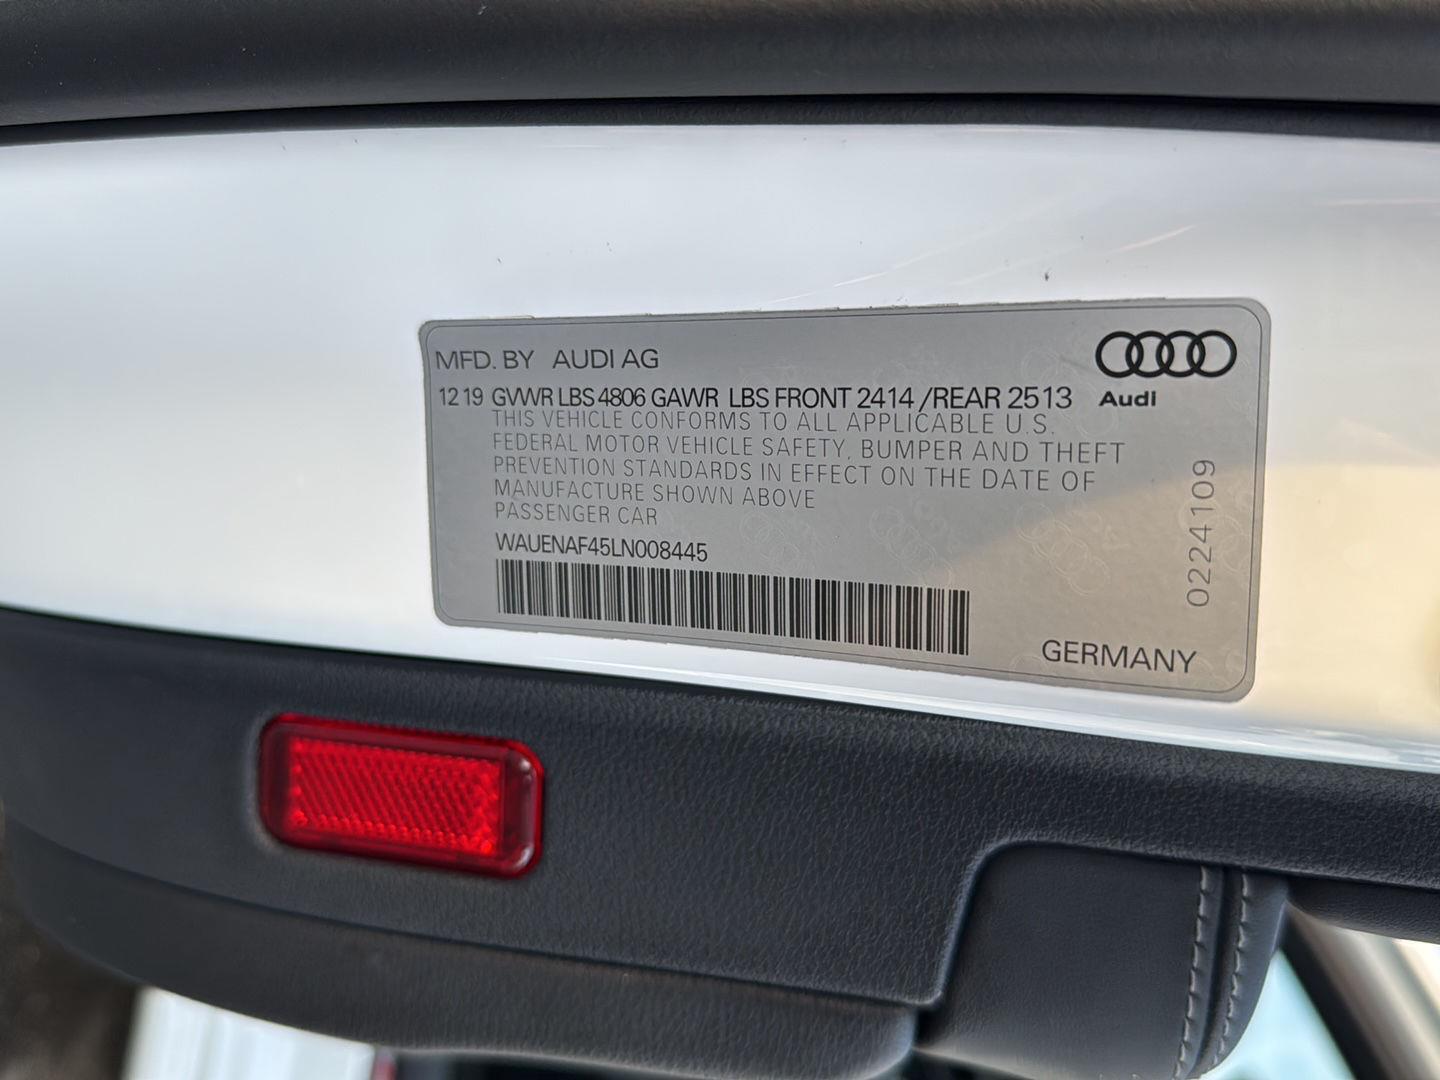 MFD. BY AUDI AG
12 19 GVWR LBS 4806 GAWR LBS FRONT 2414 /REAR 2513
Audi
THIS VEHICLE CONFORMS TO ALL APPLICABLE U.S.
FEDERAL MOTOR VEHICLE SAFETY, BUMPER AND THEFT
PREVENTION STANDARDS IN EFFECT ON THE DATE OF
MANUFACTURE SHOWN ABOVE
PASSENGER CAR
WAUENAF45LN008445
0224109
GERMANY